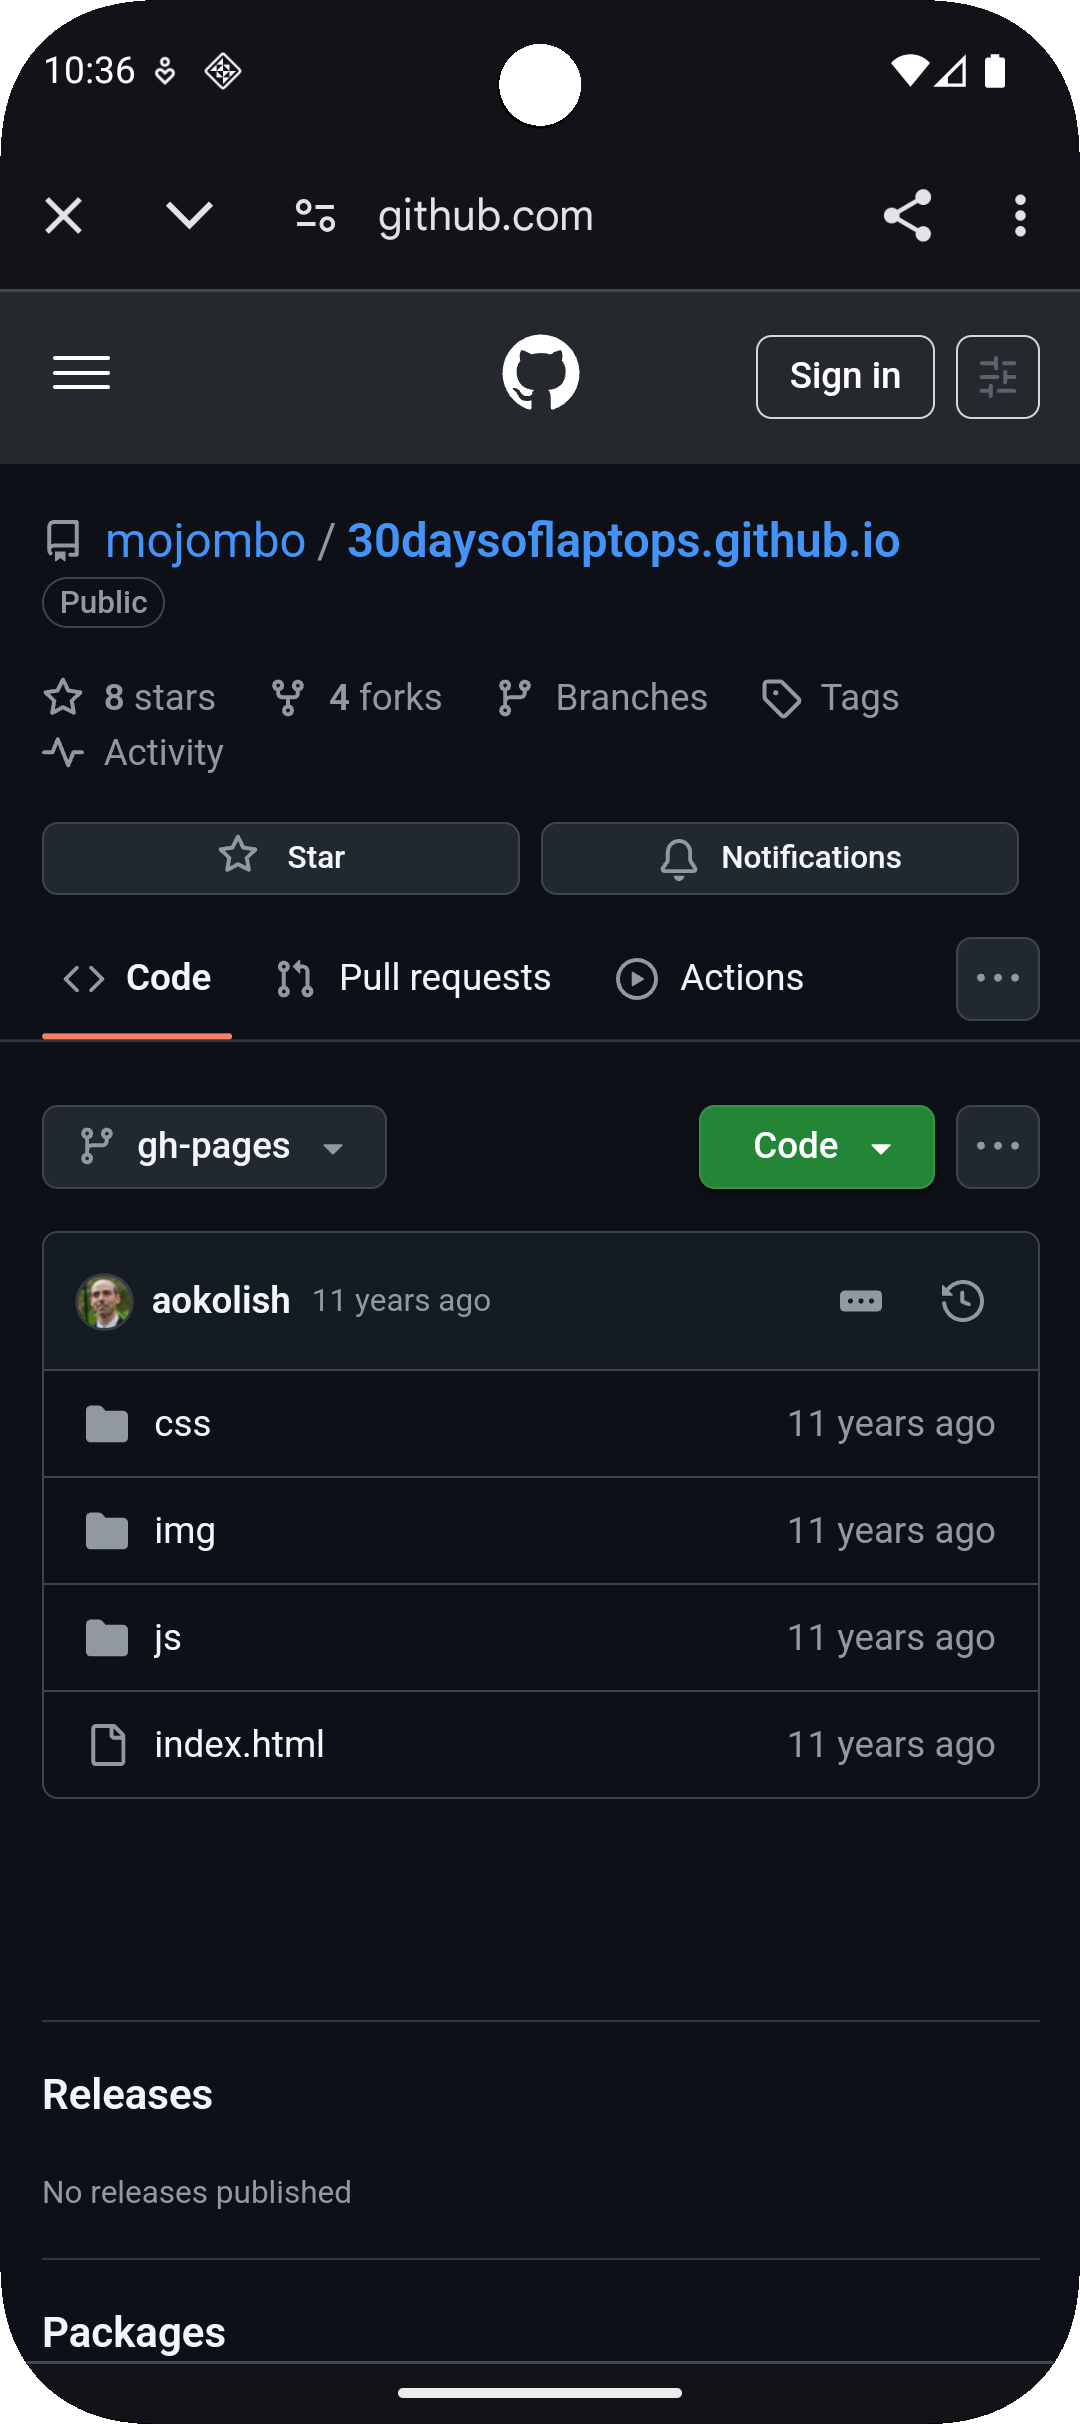 10:36
github.com
Sign in
mojombo / 30daysoflaptops.github.io
Public
8 stars 4 forks Branches Tags
Activity
Star Notifications
Code Pull requests Actions
gh-pages Code
aokolish 11 years ago
css 11 years ago
img 11 years ago
js 11 years ago
index.html 11 years ago
Releases
No releases published
Packages